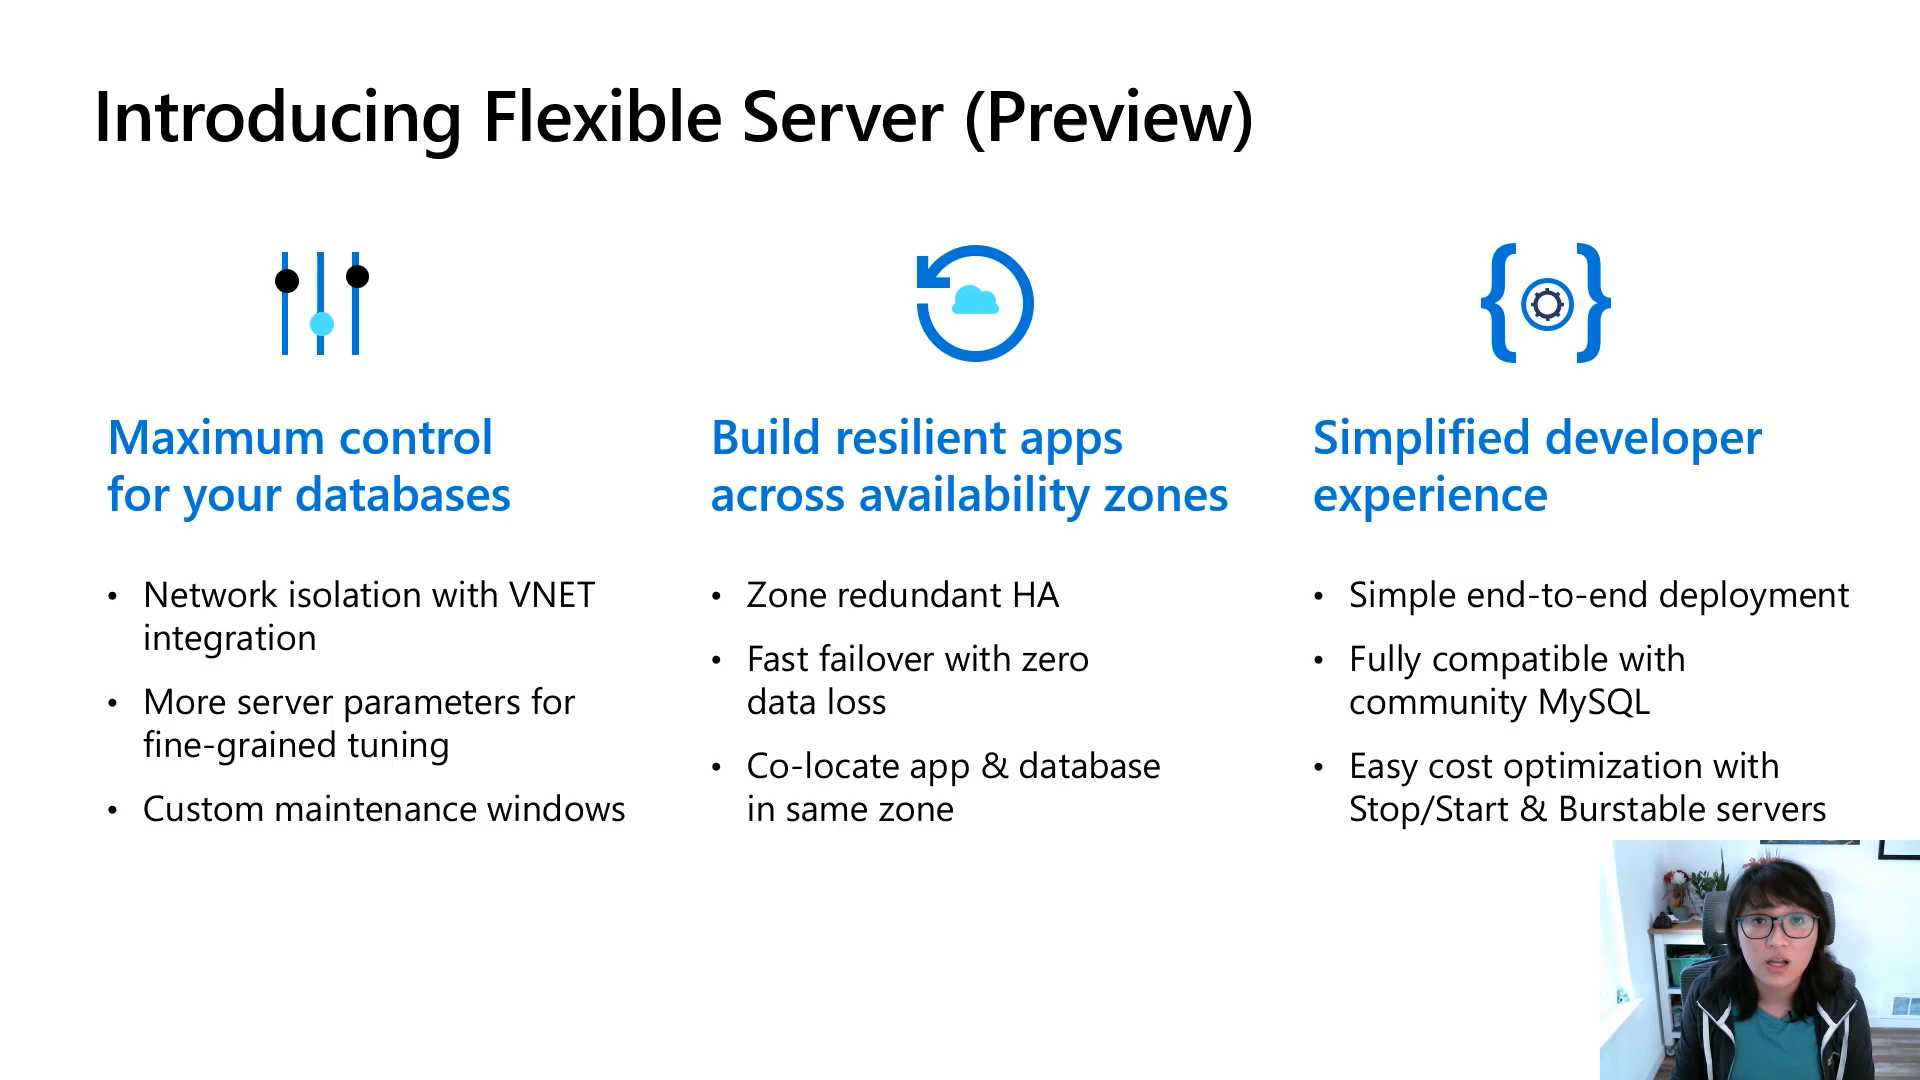 Introducing Flexible Server (Preview)
Maximum control
for your databases
• Network isolation with VNET
integration
• More server parameters for
fine-grained tuning
• Custom maintenance windows
Build resilient apps
across availability zones
• Zone redundant HA
• Fast failover with zero
data loss
• Co-locate app & database
in same zone
Simplified developer
experience
• Simple end-to-end deployment
• Fully compatible with
community MySQL
• Easy cost optimization with
Stop/Start & Burstable servers